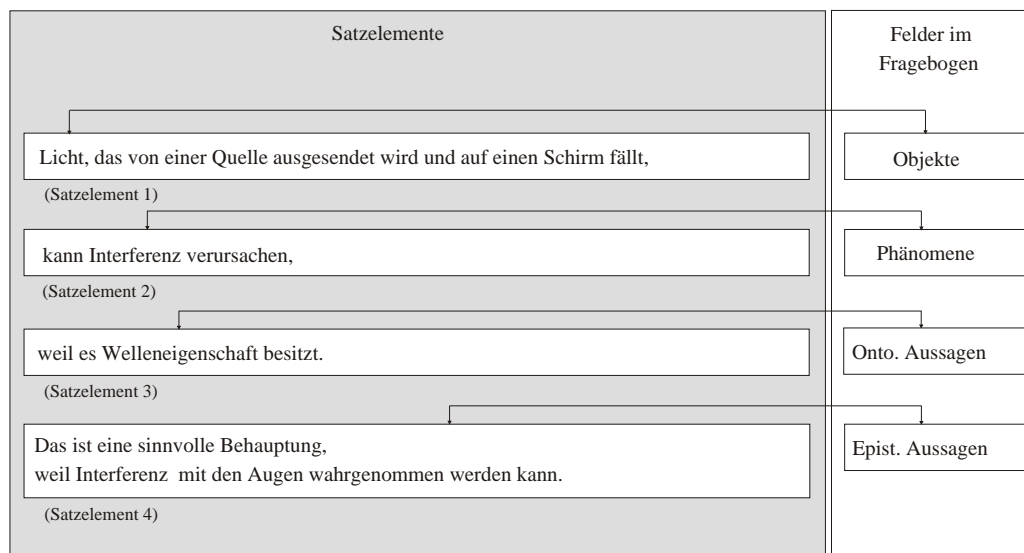 Satzelemente
Felder im
Fragebogen
Licht, das von einer Quelle ausgesendet wird und auf einen Schirm fällt,
Objekte
(Satzelement 1)
kann Interferenz verursachen,
Phänomene
(Satzelement 2)
weil es Welleneigenschaft besitzt.
Onto. Aussagen
(Satzelement 3)
Das ist eine sinnvolle Behauptung,
weil Interferenz mit den Augen wahrgenommen werden kann.
Epist. Aussagen
(Satzelement 4)